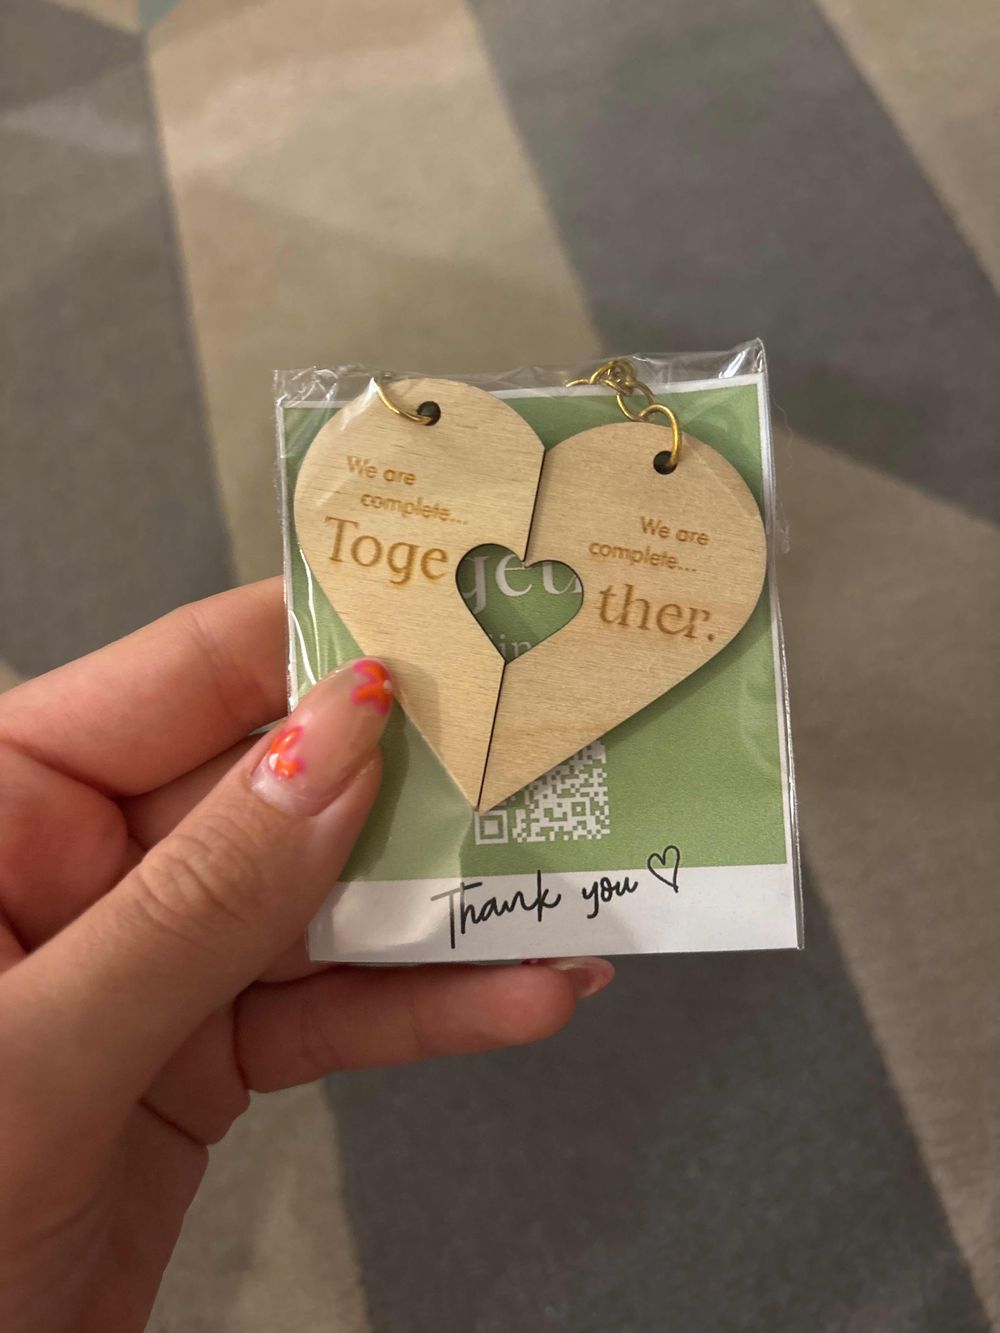 We are
complete...
Toge
We are
complete...
ther.
Thank you